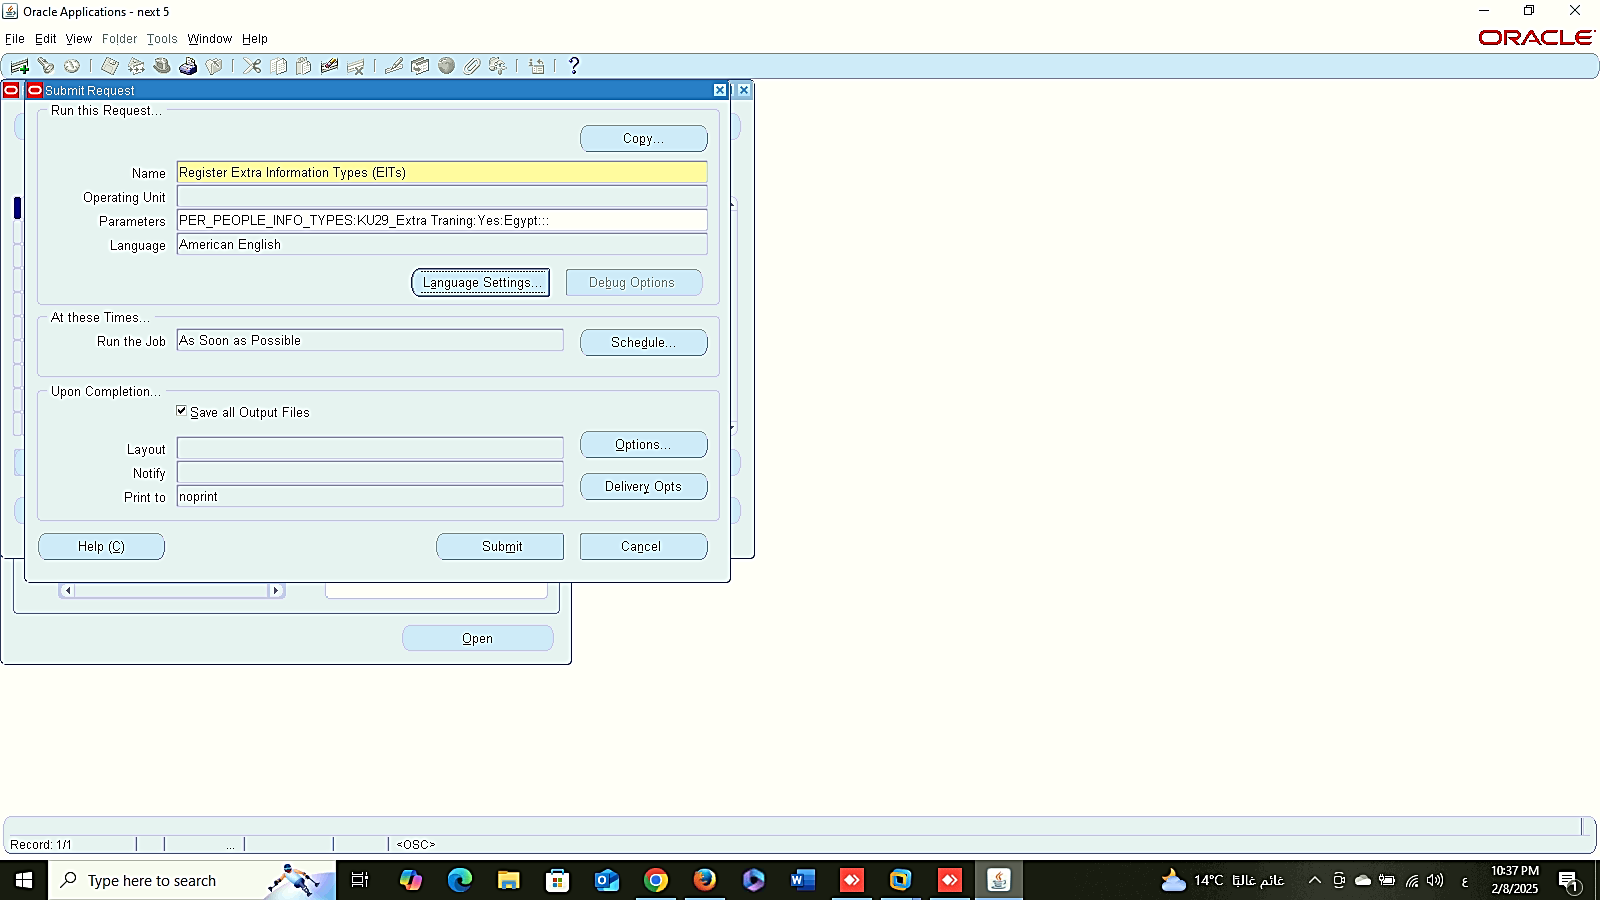 Oracle Applications - next 5
File Edit View Folder Tools Window Help
ORACLE
Submit Request
Run this Request...
Copy...
Name Register Extra Information Types (EITs)
Operating Unit
Parameters PER_PEOPLE_INFO_TYPES:KU29_Extra Traning:Yes:Egypt:::
Language American English
Language Settings... Debug Options
At these Times...
Run the Job As Soon as Possible Schedule...
Upon Completion...
Save all Output Files
Layout Options...
Notify
Delivery Opts
Print to noprint
Help (C) Submit Cancel
Open
Record: 1/1 ... <OSC>
Type here to search
14°C غائم غالبًا
ع
10:37 PM
2/8/2025
1